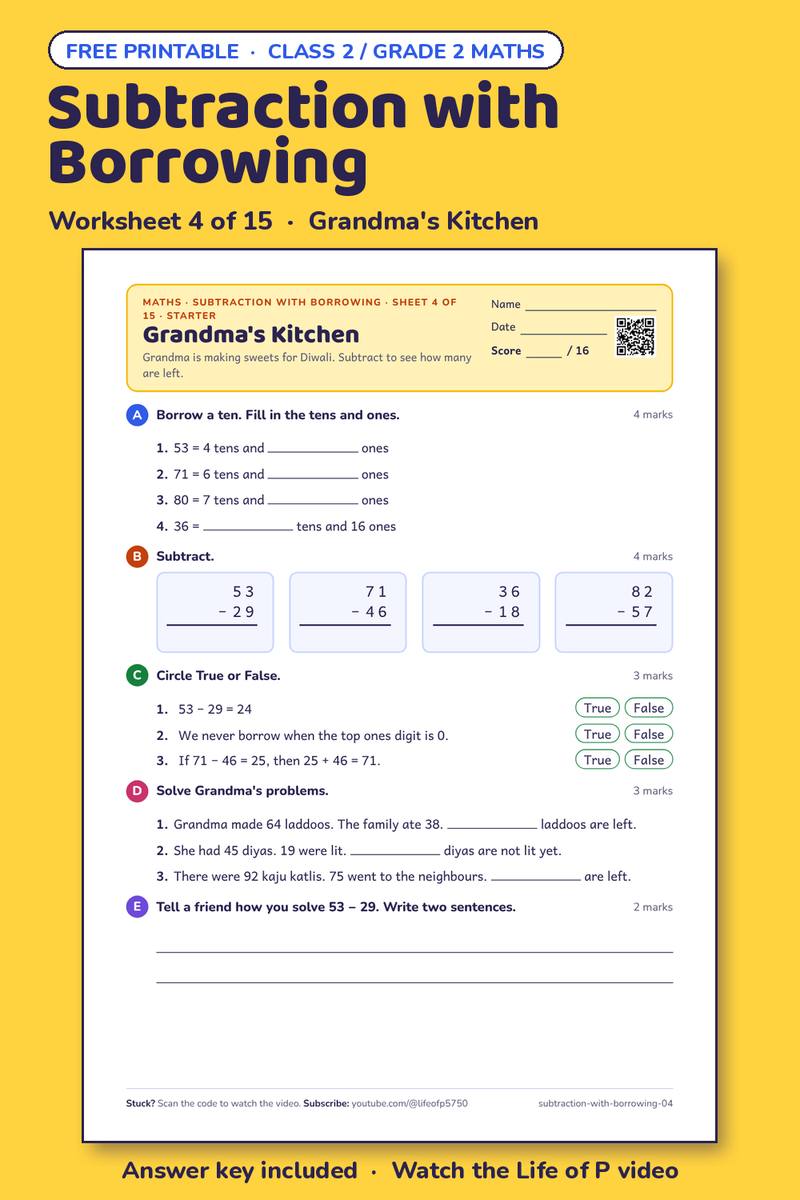 FREE PRINTABLE · CLASS 2 / GRADE 2 MATHS
Subtraction with
Borrowing
Worksheet 4 of 15 · Grandma's Kitchen
MATHS · SUBTRACTION WITH BORROWING · SHEET 4 OF
15 · STARTER
Grandma's Kitchen
Grandma is making sweets for Diwali. Subtract to see how many
are left.
Name ____
Date ____
Score ____ / 16
A Borrow a ten. Fill in the tens and ones. 4 marks
1. 53 = 4 tens and ____ ones
2. 71 = 6 tens and ____ ones
3. 80 = 7 tens and ____ ones
4. 36 = ____ tens and 16 ones
B Subtract. 4 marks
53 71 36 82
− 29 − 46 − 18 − 57
C Circle True or False. 3 marks
1. 53 − 29 = 24 True False
2. We never borrow when the top ones digit is 0. True False
3. If 71 − 46 = 25, then 25 + 46 = 71. True False
D Solve Grandma's problems. 3 marks
1. Grandma made 64 laddoos. The family ate 38. ____ laddoos are left.
2. She had 45 diyas. 19 were lit. ____ diyas are not lit yet.
3. There were 92 kaju katlis. 75 went to the neighbours. ____ are left.
E Tell a friend how you solve 53 − 29. Write two sentences. 2 marks
Stuck? Scan the code to watch the video. Subscribe: youtube.com/@lifeofp5750 subtraction-with-borrowing-04
Answer key included · Watch the Life of P video